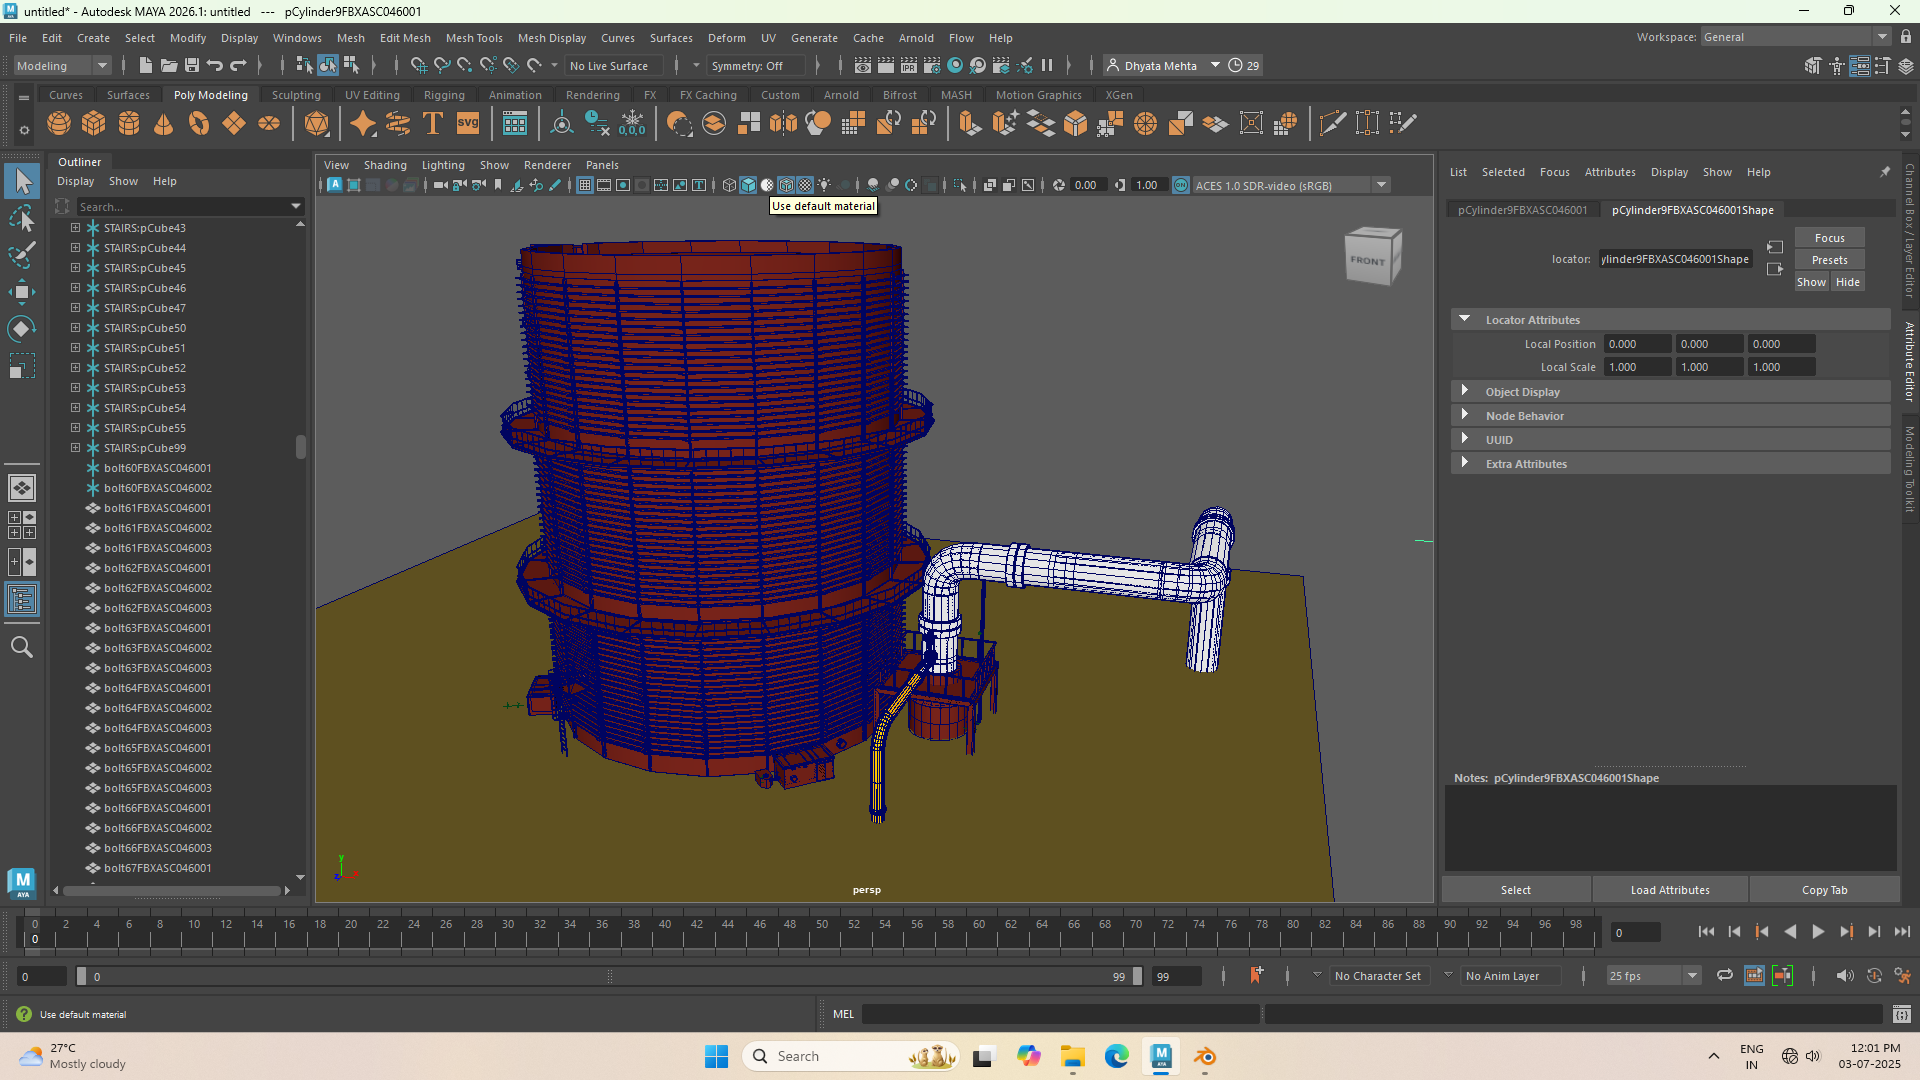 untitled* - Autodesk MAYA 2026.1: untitled   ---   pCylinder9FBXASC046001
File Edit Create Select Modify Display Windows Mesh Edit Mesh Mesh Tools Mesh Display Curves Surfaces Deform UV Generate Cache Arnold Flow Help
Workspace: General
Modeling
No Live Surface
Symmetry: Off
Dhyata Mehta
29
Curves Surfaces Poly Modeling Sculpting UV Editing Rigging Animation Rendering FX FX Caching Custom Arnold Bifrost MASH Motion Graphics XGen
SVG
0,0,0
Outliner
Display Show Help
Search...
STAIRS:pCube43
STAIRS:pCube44
STAIRS:pCube45
STAIRS:pCube46
STAIRS:pCube47
STAIRS:pCube50
STAIRS:pCube51
STAIRS:pCube52
STAIRS:pCube53
STAIRS:pCube54
STAIRS:pCube55
STAIRS:pCube99
bolt60FBXASC046001
bolt60FBXASC046002
bolt61FBXASC046001
bolt61FBXASC046002
bolt61FBXASC046003
bolt62FBXASC046001
bolt62FBXASC046002
bolt62FBXASC046003
bolt63FBXASC046001
bolt63FBXASC046002
bolt63FBXASC046003
bolt64FBXASC046001
bolt64FBXASC046002
bolt64FBXASC046003
bolt65FBXASC046001
bolt65FBXASC046002
bolt65FBXASC046003
bolt66FBXASC046001
bolt66FBXASC046002
bolt66FBXASC046003
bolt67FBXASC046001
View Shading Lighting Show Renderer Panels
0.00
1.00
ACES 1.0 SDR-video (sRGB)
Use default material
FRONT
y
z
persp
List Selected Focus Attributes Display Show Help
pCylinder9FBXASC046001
pCylinder9FBXASC046001Shape
locator:
ylinder9FBXASC046001Shape
Focus
Presets
Show Hide
Locator Attributes
Local Position 0.000 0.000 0.000
Local Scale 1.000 1.000 1.000
Object Display
Node Behavior
UUID
Extra Attributes
Notes: pCylinder9FBXASC046001Shape
Select
Load Attributes
Copy Tab
Channel Box / Layer Editor
Attribute Editor
Modeling Toolkit
M
AYA
0 2 4 6 8 10 12 14 16 18 20 22 24 26 28 30 32 34 36 38 40 42 44 46 48 50 52 54 56 58 60 62 64 66 68 70 72 74 76 78 80 82 84 86 88 90 92 94 96 98
0
0
0
0
99
99
No Character Set
No Anim Layer
25 fps
Use default material
MEL
27°C
Mostly cloudy
Search
ENG
IN
12:01 PM
03-07-2025